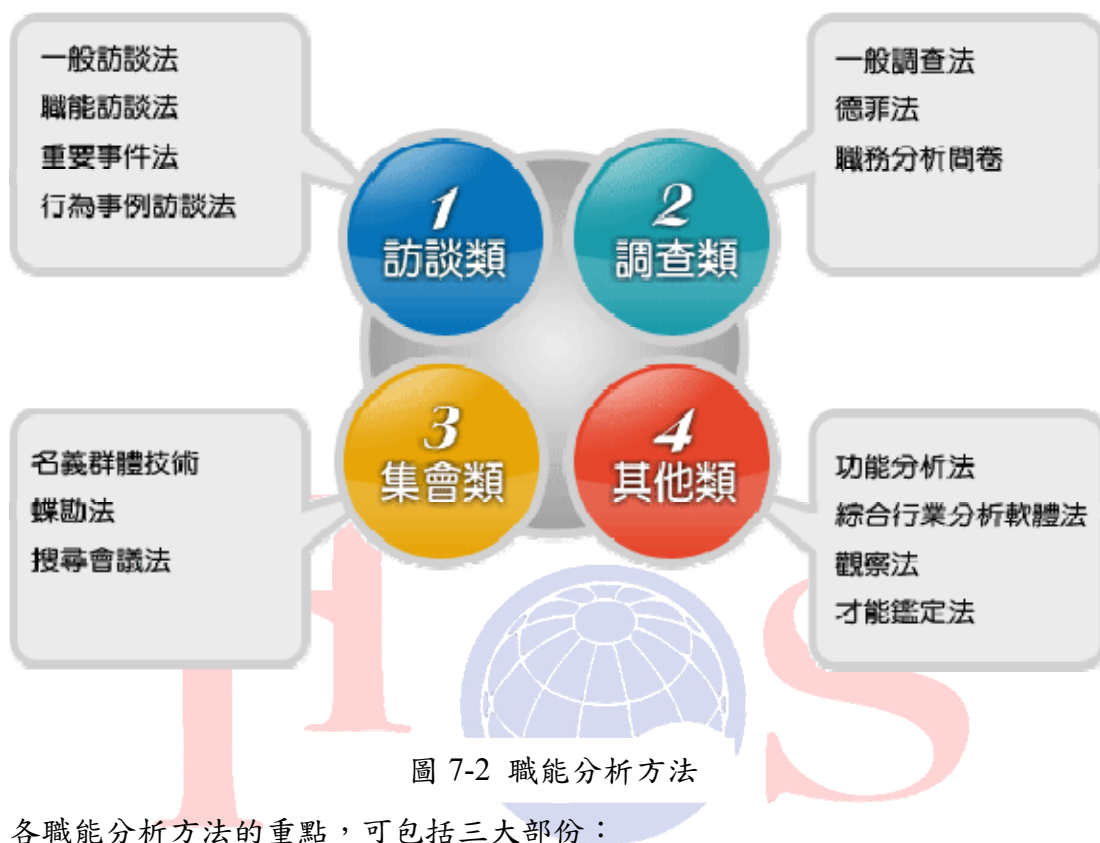 一般訪談法
職能訪談法
重要事件法
行為事例訪談法
一般調查法
德菲法
職務分析問卷
1
訪談類
2
調查類
3
集會類
4
其他類
名義群體技術
蝶勘法
搜尋會議法
功能分析法
綜合行業分析軟體法
觀察法
才能鑑定法
圖 7-2 職能分析方法
各職能分析方法的重點，可包括三大部份：